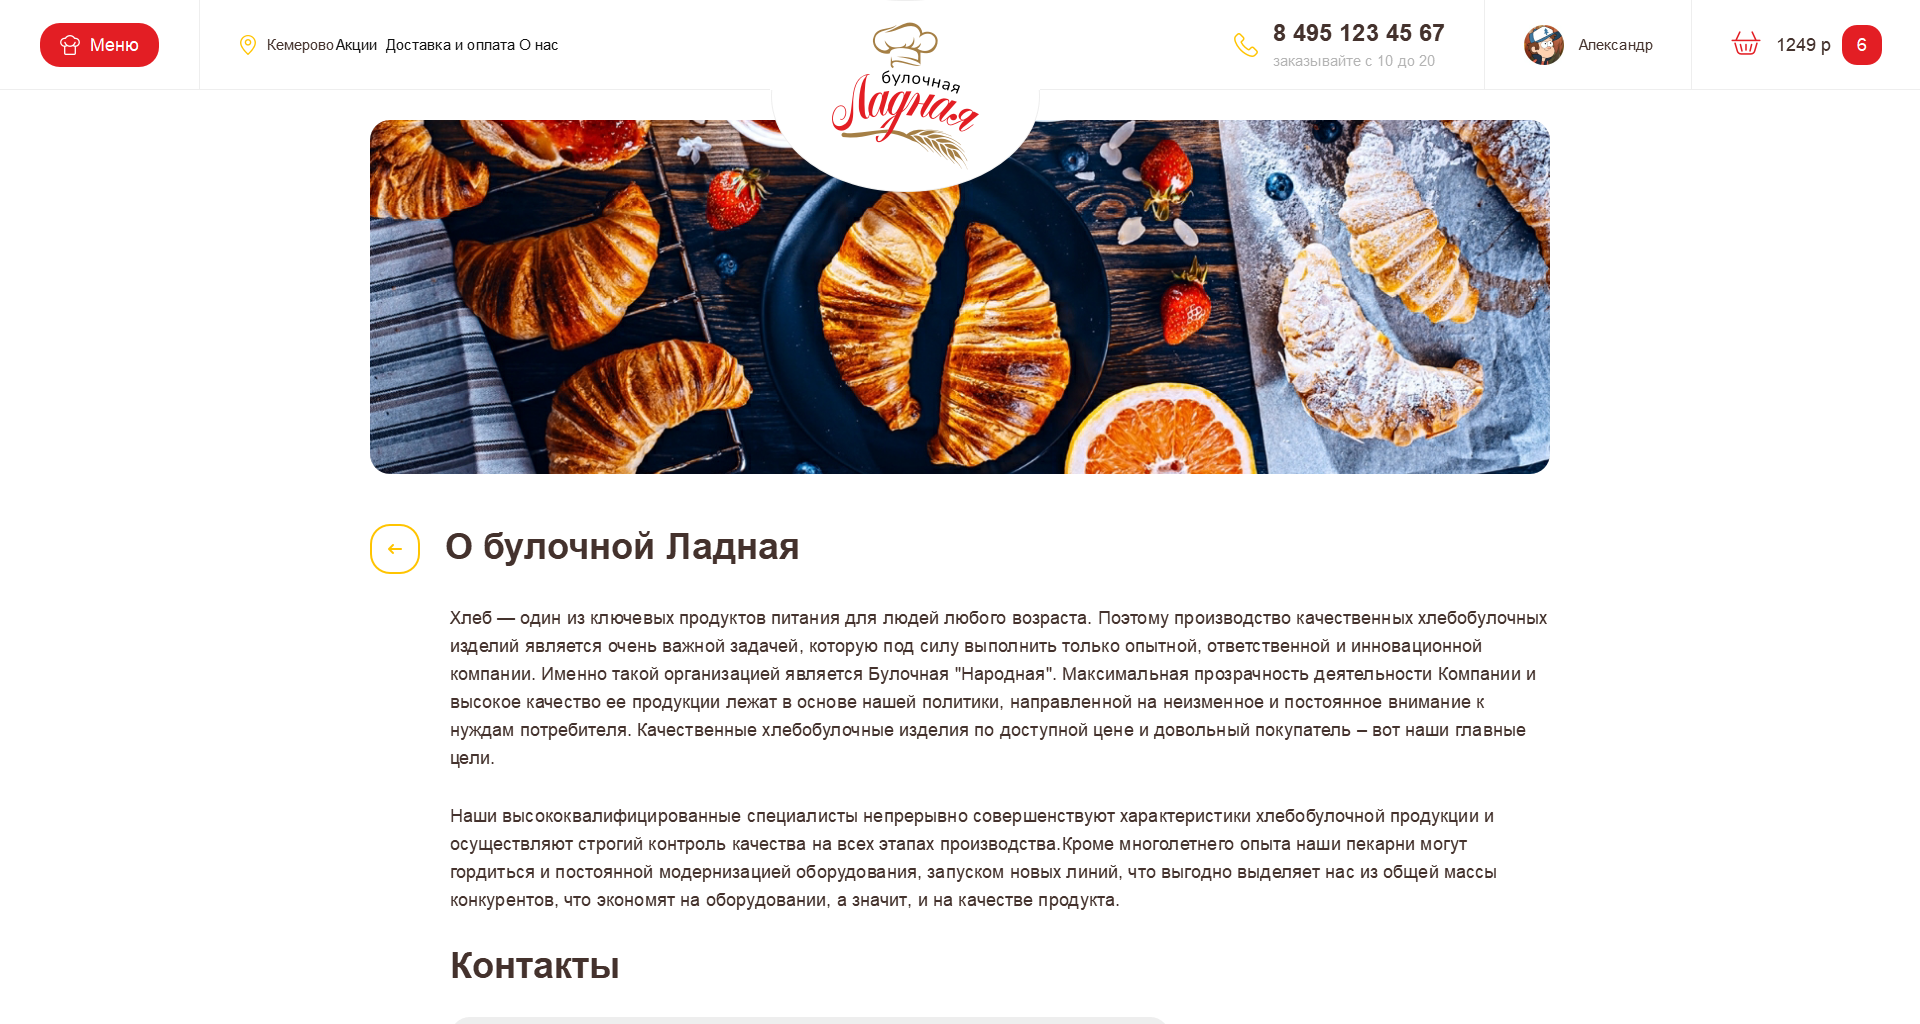 Меню
Кемерово
Акции
Доставка и оплата
О нас
булочная
Ладная
8 495 123 45 67
заказывайте с 10 до 20
Александр
1249 р
6
О булочной Ладная
Хлеб — один из ключевых продуктов питания для людей любого возраста. Поэтому производство качественных хлебобулочных
изделий является очень важной задачей, которую под силу выполнить только опытной, ответственной и инновационной
компании. Именно такой организацией является Булочная "Народная". Максимальная прозрачность деятельности Компании и
высокое качество ее продукции лежат в основе нашей политики, направленной на неизменное и постоянное внимание к
нуждам потребителя. Качественные хлебобулочные изделия по доступной цене и довольный покупатель – вот наши главные
цели.
Наши высококвалифицированные специалисты непрерывно совершенствуют характеристики хлебобулочной продукции и
осуществляют строгий контроль качества на всех этапах производства.Кроме многолетнего опыта наши пекарни могут
гордиться и постоянной модернизацией оборудования, запуском новых линий, что выгодно выделяет нас из общей массы
конкурентов, что экономят на оборудовании, а значит, и на качестве продукта.
Контакты